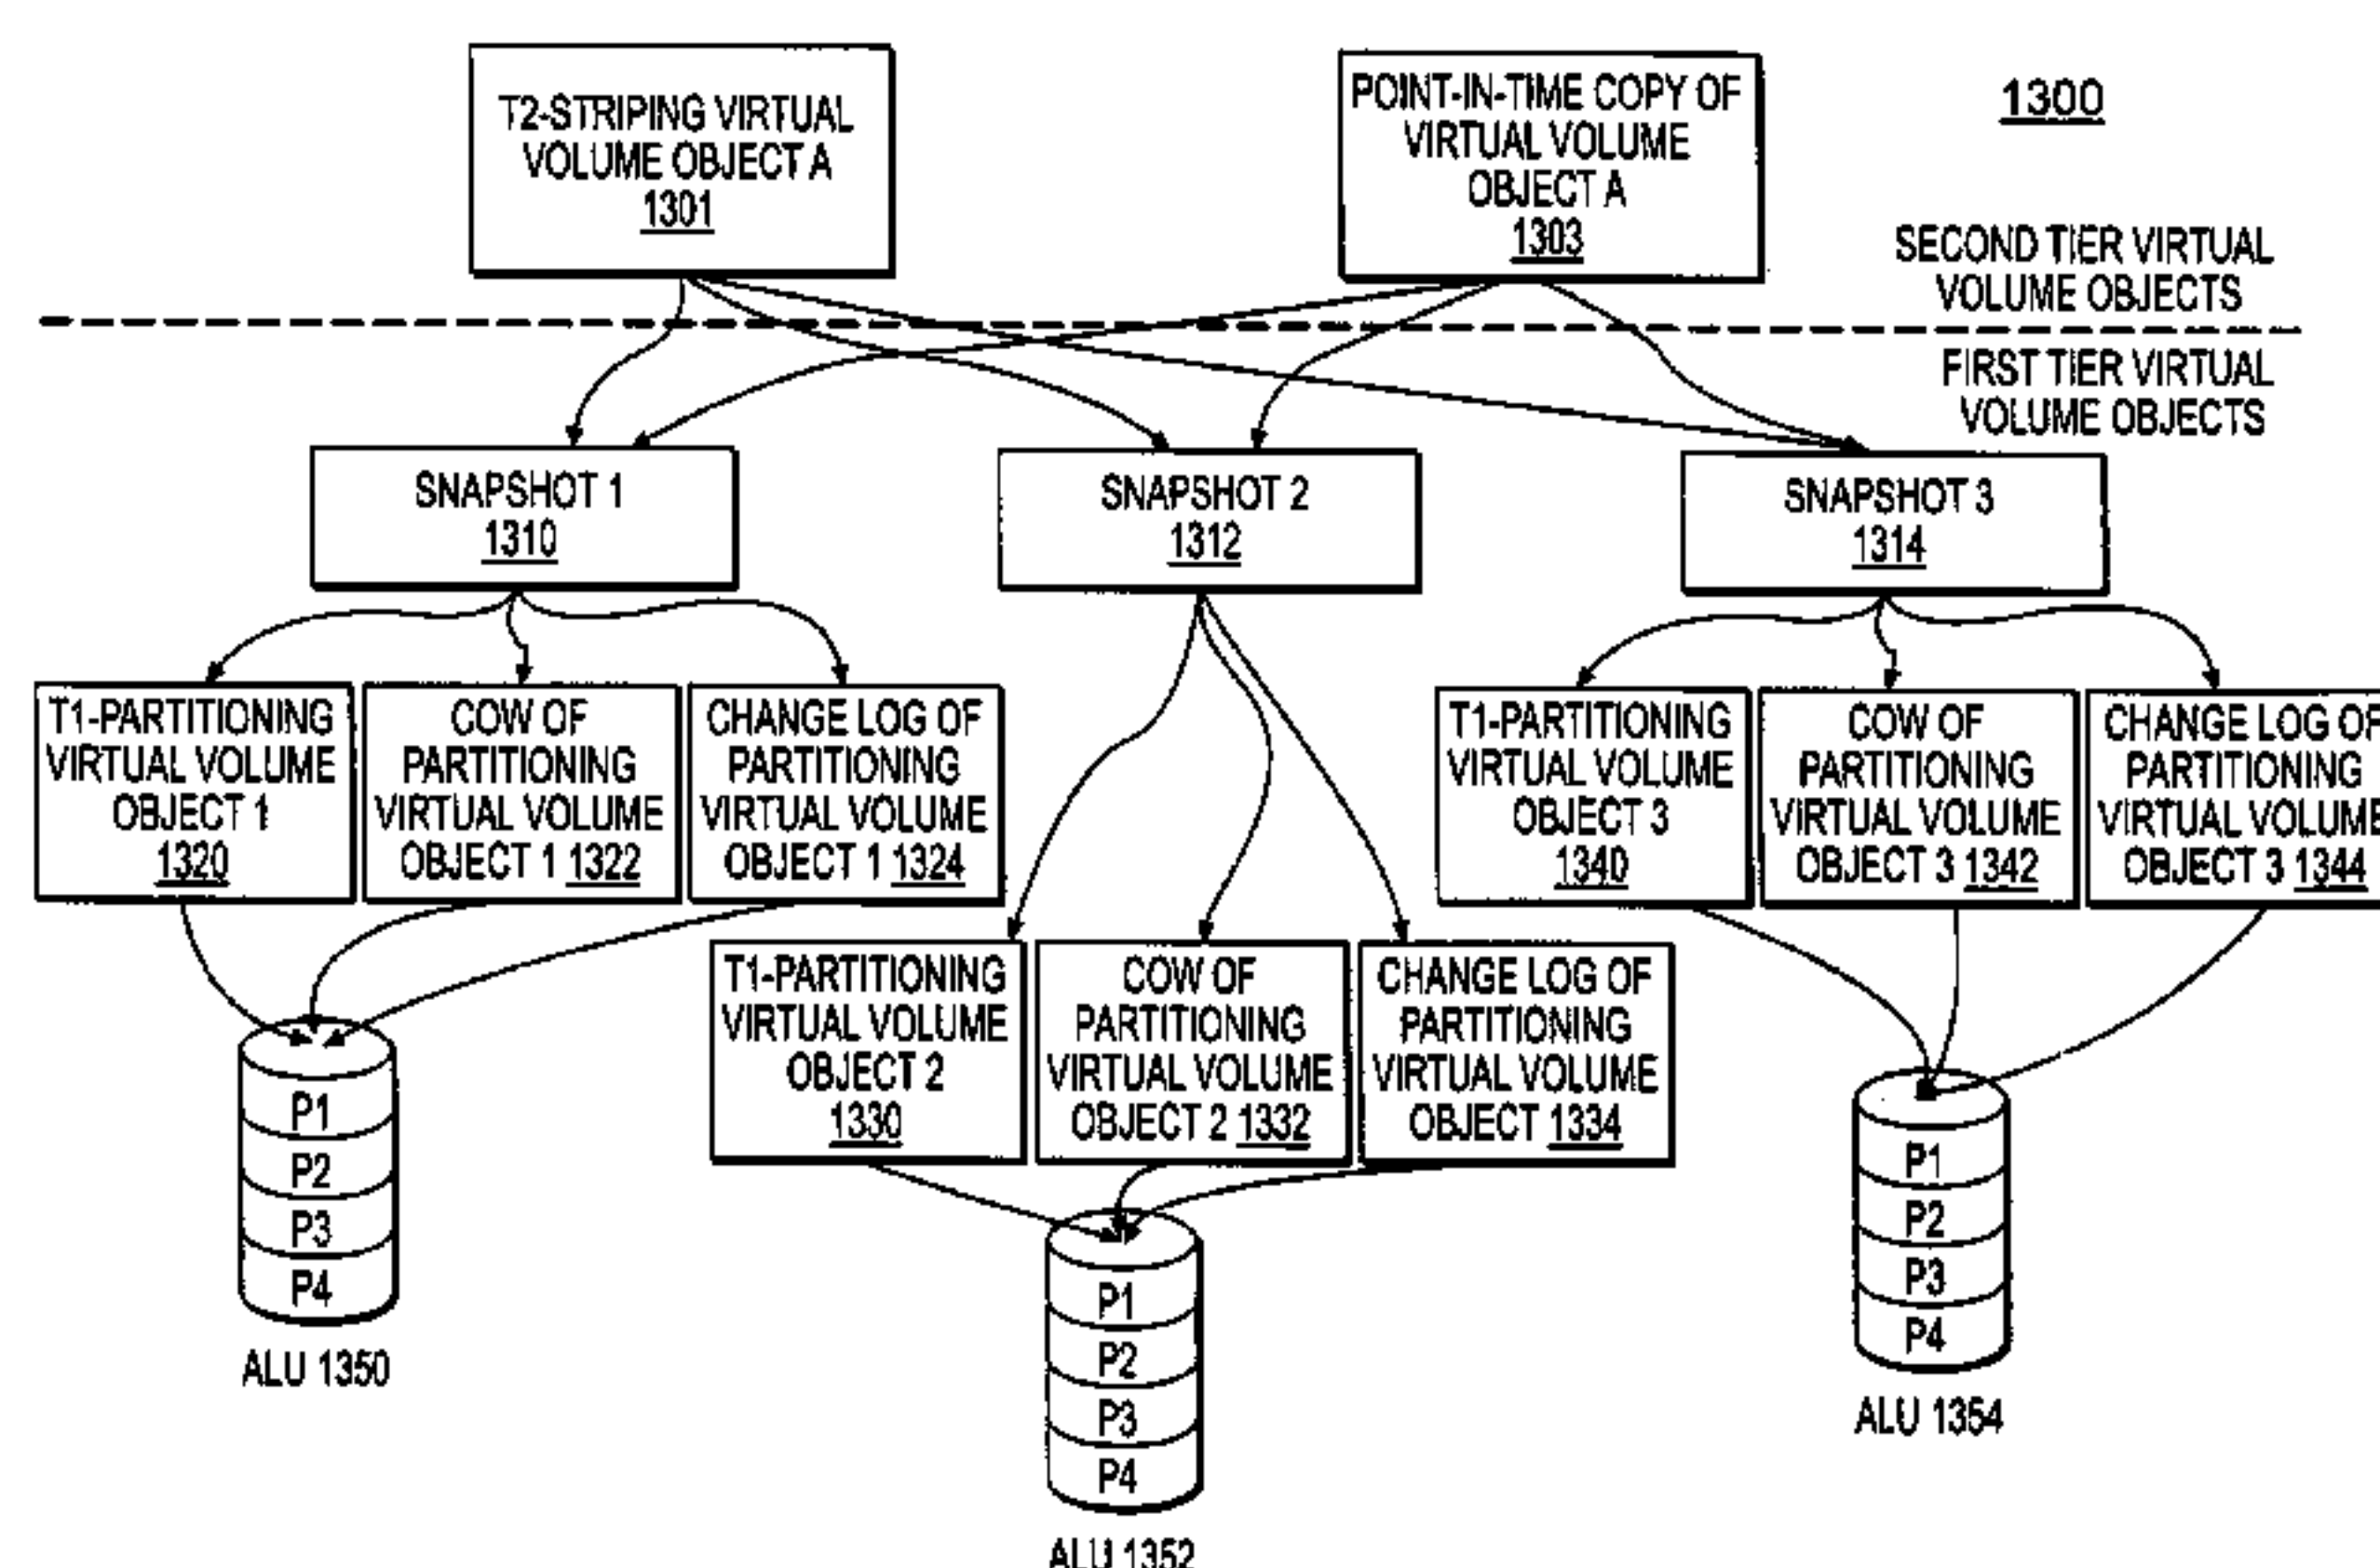 T2-STRIPING VIRTUAL
VOLUME OBJECT A
1301
POINT-IN-TIME COPY OF
VIRTUAL VOLUME
OBJECT A
1303
1300
SECOND TIER VIRTUAL
VOLUME OBJECTS
FIRST TIER VIRTUAL
VOLUME OBJECTS
SNAPSHOT 1
1310
SNAPSHOT 2
1312
SNAPSHOT 3
1314
T1-PARTITIONING
VIRTUAL VOLUME
OBJECT 1
1320
COW OF
PARTITIONING
VIRTUAL VOLUME
OBJECT 1 1322
CHANGE LOG OF
PARTITIONING
VIRTUAL VOLUME
OBJECT 1 1324
T1-PARTITIONING
VIRTUAL VOLUME
OBJECT 3
1340
COW OF
PARTITIONING
VIRTUAL VOLUME
OBJECT 3 1342
CHANGE LOG OF
PARTITIONING
VIRTUAL VOLUME
OBJECT 3 1344
T1-PARTITIONING
VIRTUAL VOLUME
OBJECT 2
1330
COW OF
PARTITIONING
VIRTUAL VOLUME
OBJECT 2 1332
CHANGE LOG OF
PARTITIONING
VIRTUAL VOLUME
OBJECT 1334
P1
P2
P3
P4
ALU 1350
P1
P2
P3
P4
ALU 1352
P1
P2
P3
P4
ALU 1354